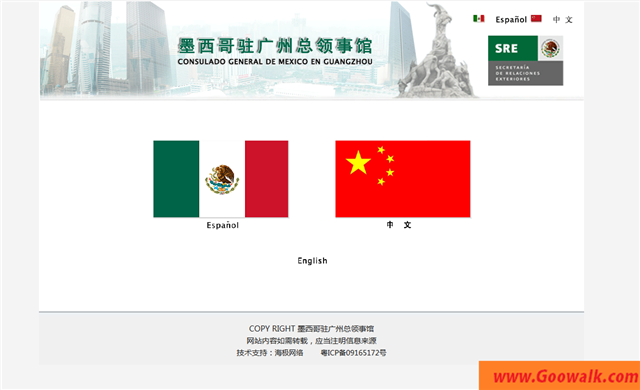 Español 中 文
墨西哥驻广州总领事馆
CONSULADO GENERAL DE MEXICO EN GUANGZHOU
SRE
SECRETARÍA
DE RELACIONES
EXTERIORES
Español
中 文
English
COPY RIGHT 墨西哥驻广州总领事馆
网站内容如需转载，应当注明信息来源
技术支持：海极网络 粤ICP备09165172号
www.Goowalk.com